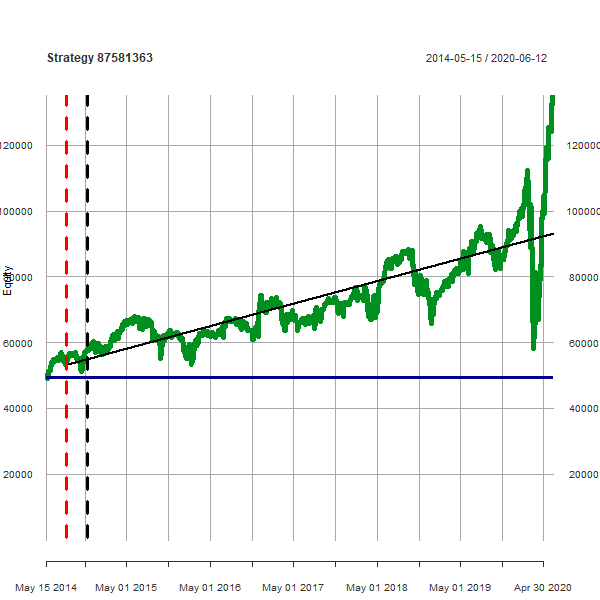 Strategy 87581363
2014-05-15 / 2020-06-12
120000
120000
100000
100000
80000
80000
Equity
60000
60000
40000
40000
20000
20000
May 15 2014
May 01 2015
May 01 2016
May 01 2017
May 01 2018
May 01 2019
Apr 30 2020